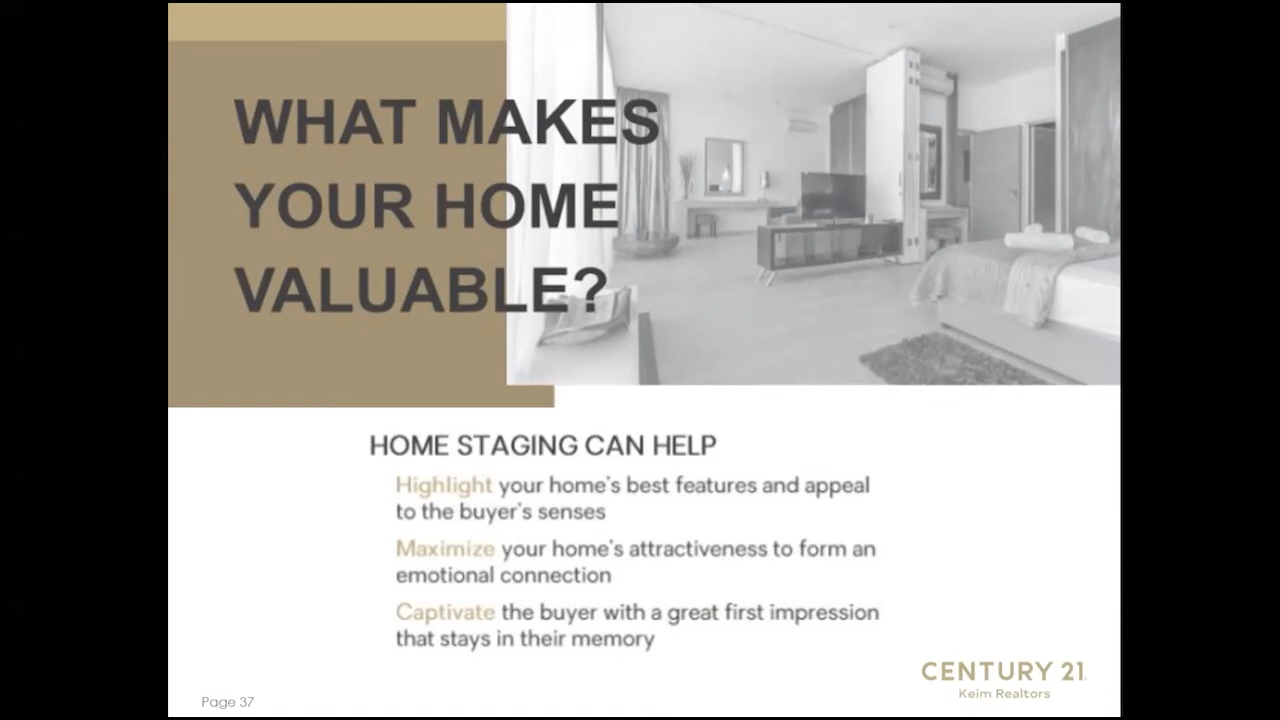 WHAT MAKES
YOUR HOME
VALUABLE?
HOME STAGING CAN HELP
Highlight your home's best features and appeal
to the buyer's senses
Maximize your home's attractiveness to form an
emotional connection
Captivate the buyer with a great first impression
that stays in their memory
CENTURY 21
Keim Realtors
Page 37